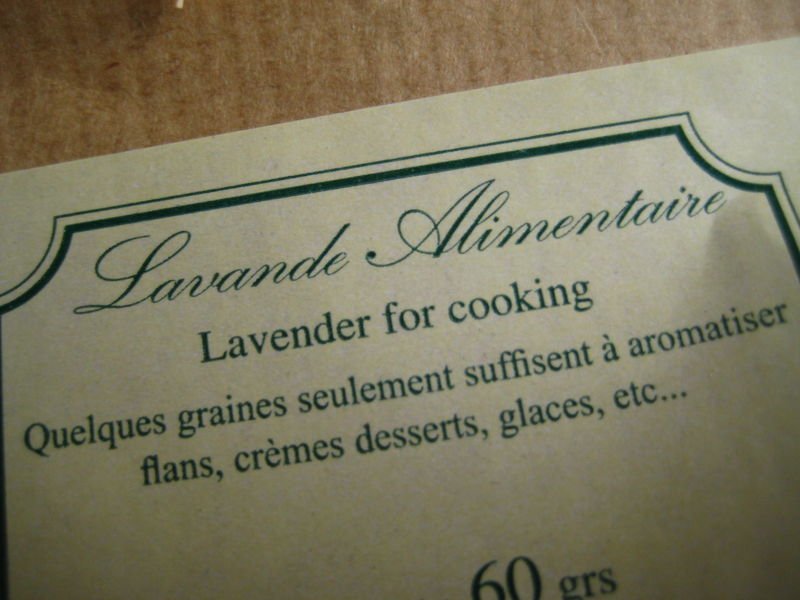 Lavande Alimentaire
Lavender for cooking
Quelques graines seulement suffisent à aromatiser
flans, crèmes desserts, glaces, etc...
60 grs